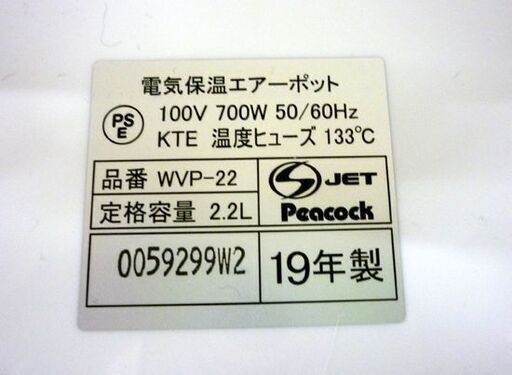 電気保温エアーポット
PS
E
100V 700W 50/60Hz
KTE 温度ヒューズ 133℃
品番 WVP-22
定格容量 2.2L
S JET
Peacock
0059299W2
19年製